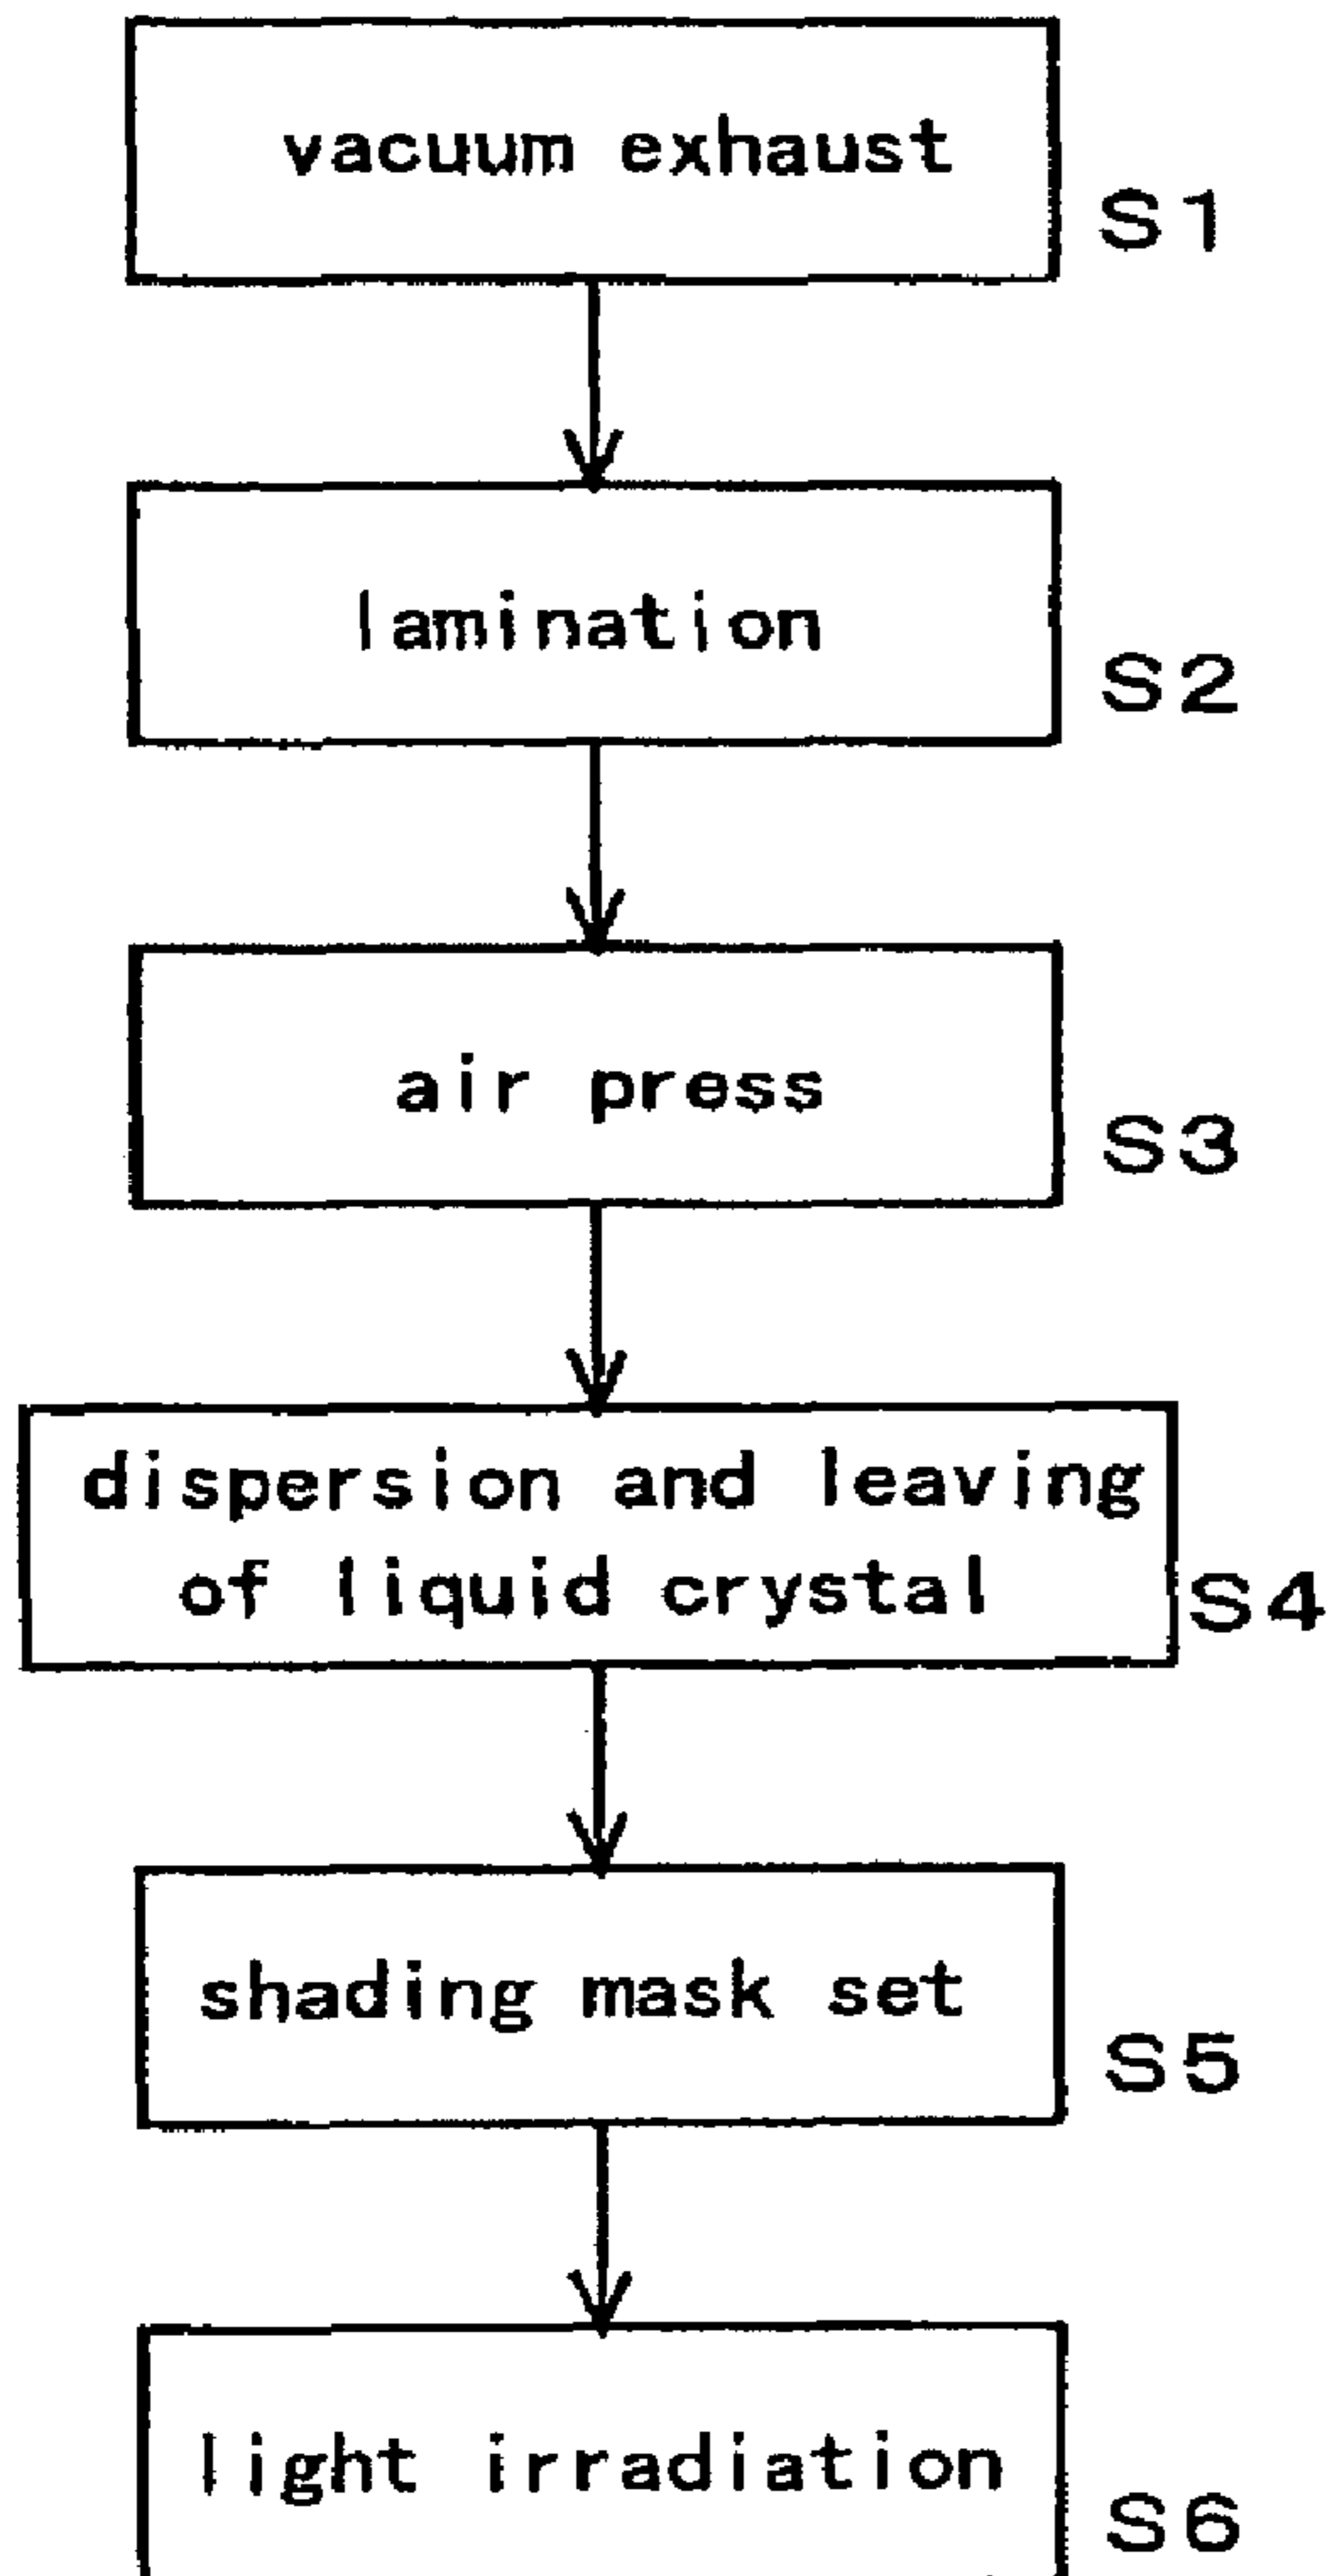 vacuum exhaust
S1
lamination
S2
air press
S3
dispersion and leaving
of liquid crystal
S4
shading mask set
S5
light irradiation
S6